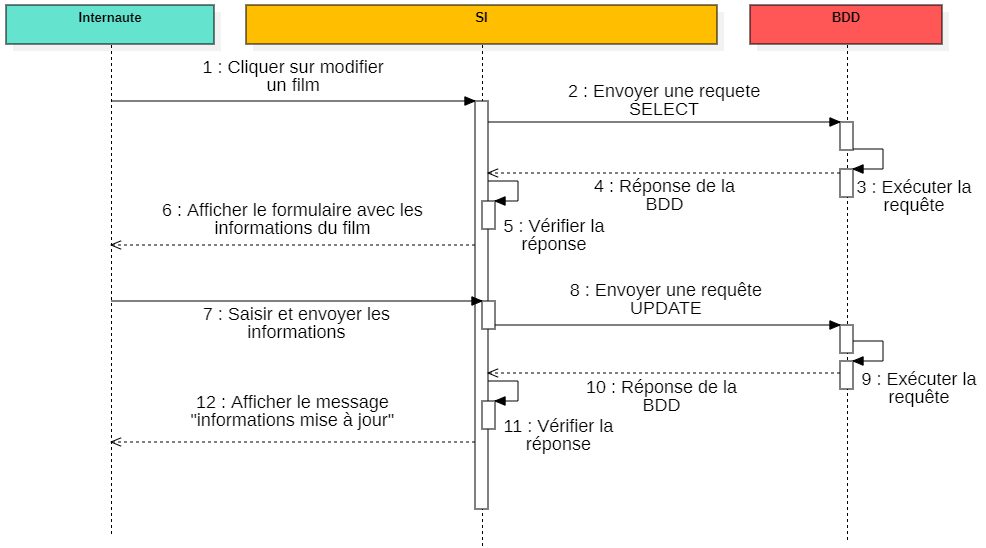 Internaute
SI
BDD
1 : Cliquer sur modifier
un film
2 : Envoyer une requete
SELECT
3 : Exécuter la
requête
4 : Réponse de la
BDD
5 : Vérifier la
réponse
6 : Afficher le formulaire avec les
informations du film
7 : Saisir et envoyer les
informations
8 : Envoyer une requête
UPDATE
9 : Exécuter la
requête
10 : Réponse de la
BDD
11 : Vérifier la
réponse
12 : Afficher le message
"informations mise à jour"